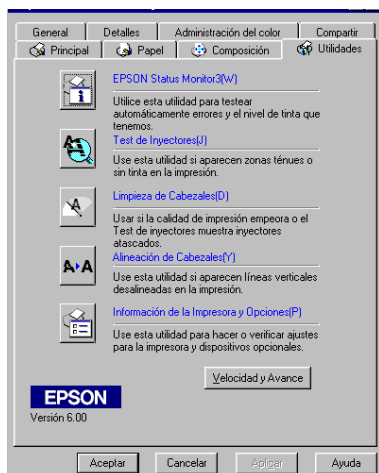 General Detalles Administración del color Compartir
Principal Papel Composición Utilidades
EPSON Status Monitor3(W)
Utilice esta utilidad para testear
automáticamente errores y el nivel de tinta que
tenemos.
Test de Inyectores(J)
Use esta utilidad si aparecen zonas ténues o
sin tinta en la impresión.
Limpieza de Cabezales(D)
Usar si la calidad de impresión empeora o el
Test de inyectores muestra inyectores
atascados.
Alineación de Cabezales(Y)
Use esta utilidad si aparecen líneas verticales
desalineadas en la impresión.
Información de la Impresora y Opciones(P)
Use esta utilidad para hacer o verificar ajustes
para la impresora y dispositivos opcionales.
Velocidad y Avance
EPSON
Versión 6.00
Aceptar Cancelar Aplicar Ayuda